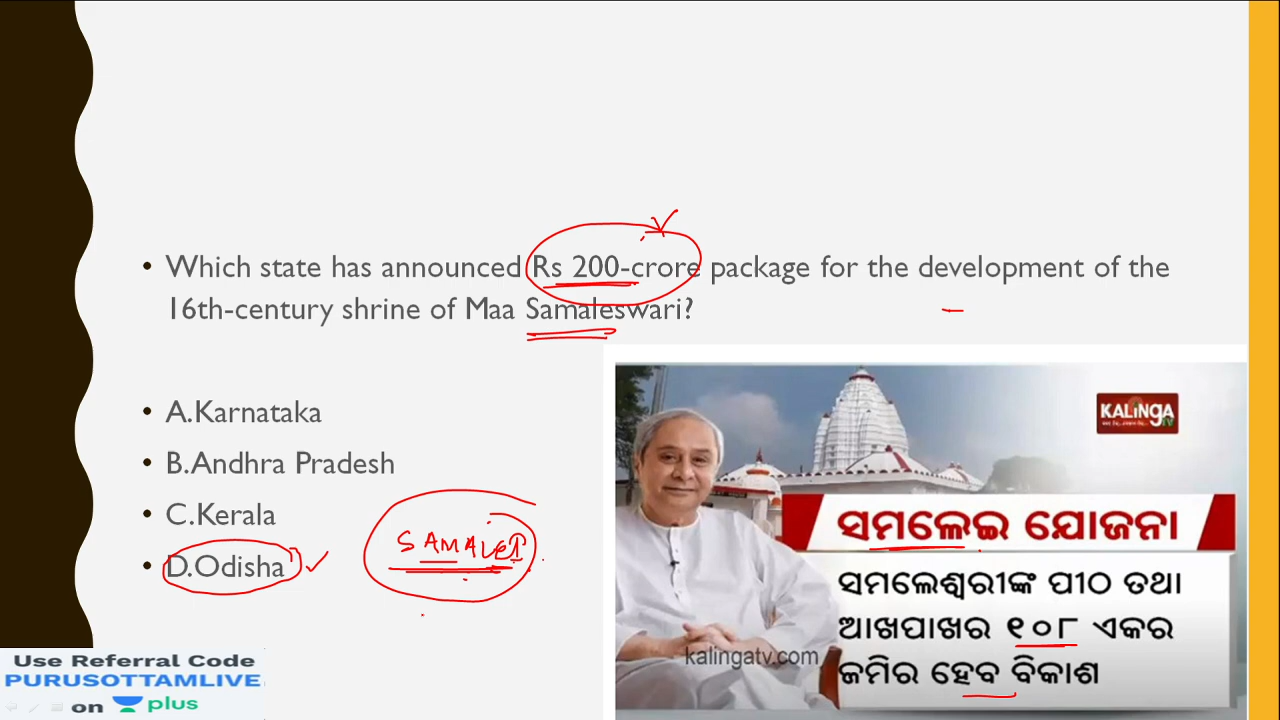 • Which state has announced Rs 200-crore package for the development of the
16th-century shrine of Maa Samaleswari?
• A.Karnataka
• B.Andhra Pradesh
• C.Kerala
• D.Odisha
SAMALEI
KALINGA TV
ସମଲେଇ ଯୋଜନା
ସମଲେଶ୍ୱରୀଙ୍କ ପୀଠ ତଥା
ଆଖପାଖର ୧୦୮ ଏକର
ଜମିର ହେବ ବିକାଶ
kalingatv.com
Use Referral Code
PURUSOTTAMLIVE
on plus